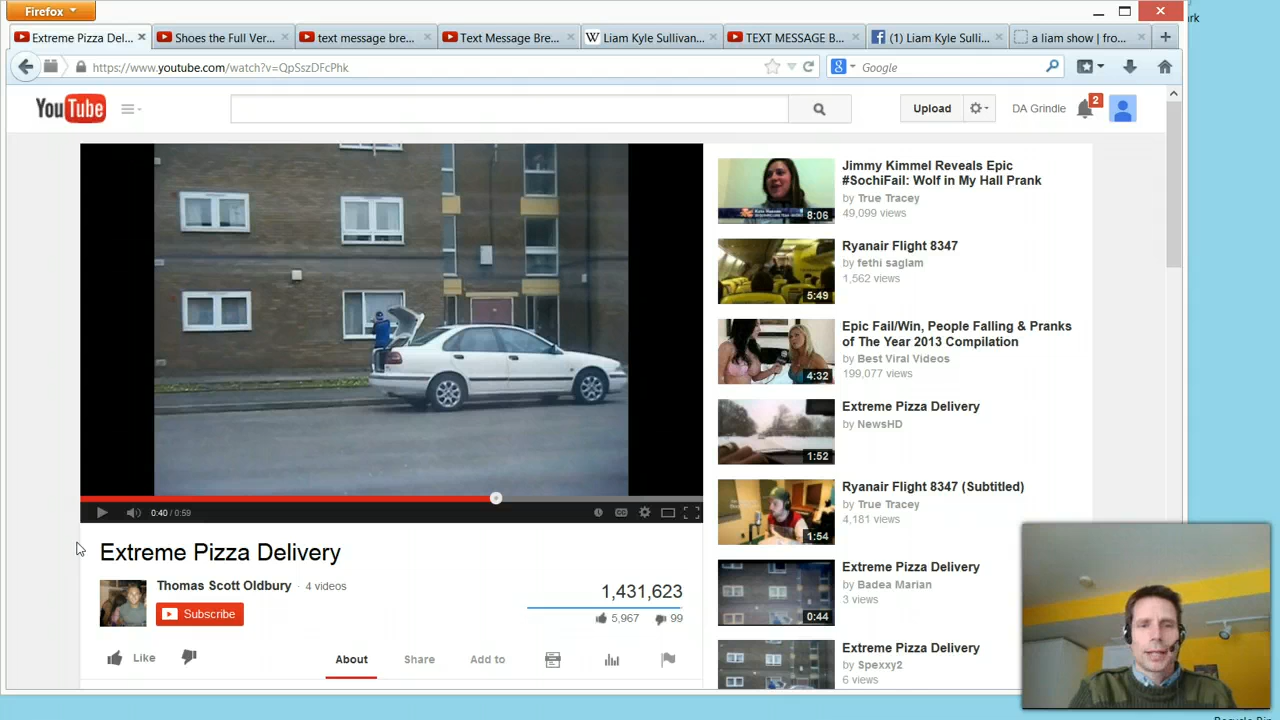 Firefox
Extreme Pizza Del...
Shoes the Full Ver...
text message bre...
Text Message Bre...
W Liam Kyle Sullivan...
TEXT MESSAGE B...
(1) Liam Kyle Sulli...
a liam show | fro...
ark
https://www.youtube.com/watch?v=QpSszDFcPhk
Google
YouTube
Upload
DA Grindle
2
Jimmy Kimmel Reveals Epic
#SochiFail: Wolf in My Hall Prank
by True Tracey
49,099 views
8:06
Ryanair Flight 8347
by fethi saglam
1,562 views
5:49
Epic Fail/Win, People Falling & Pranks
of The Year 2013 Compilation
by Best Viral Videos
199,077 views
4:32
Extreme Pizza Delivery
by NewsHD
1:52
Ryanair Flight 8347 (Subtitled)
by True Tracey
4,181 views
1:54
Extreme Pizza Delivery
by Badea Marian
3 views
0:44
Extreme Pizza Delivery
by Spexxy2
6 views
0:40 / 0:59
Extreme Pizza Delivery
Thomas Scott Oldbury · 4 videos
Subscribe
1,431,623
5,967 99
Like
About
Share
Add to